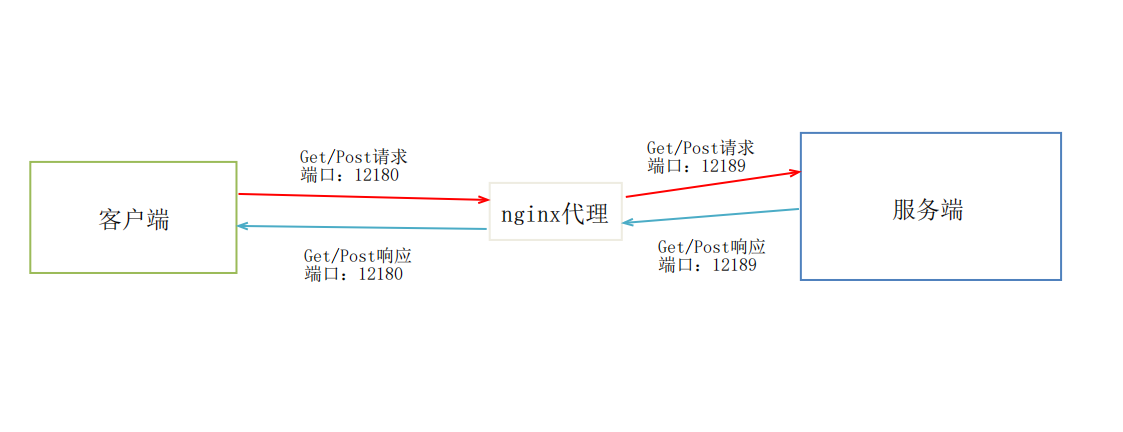 Get/Post请求
端口：12180
Get/Post请求
端口：12189
客户端
nginx代理
服务端
Get/Post响应
端口：12180
Get/Post响应
端口：12189